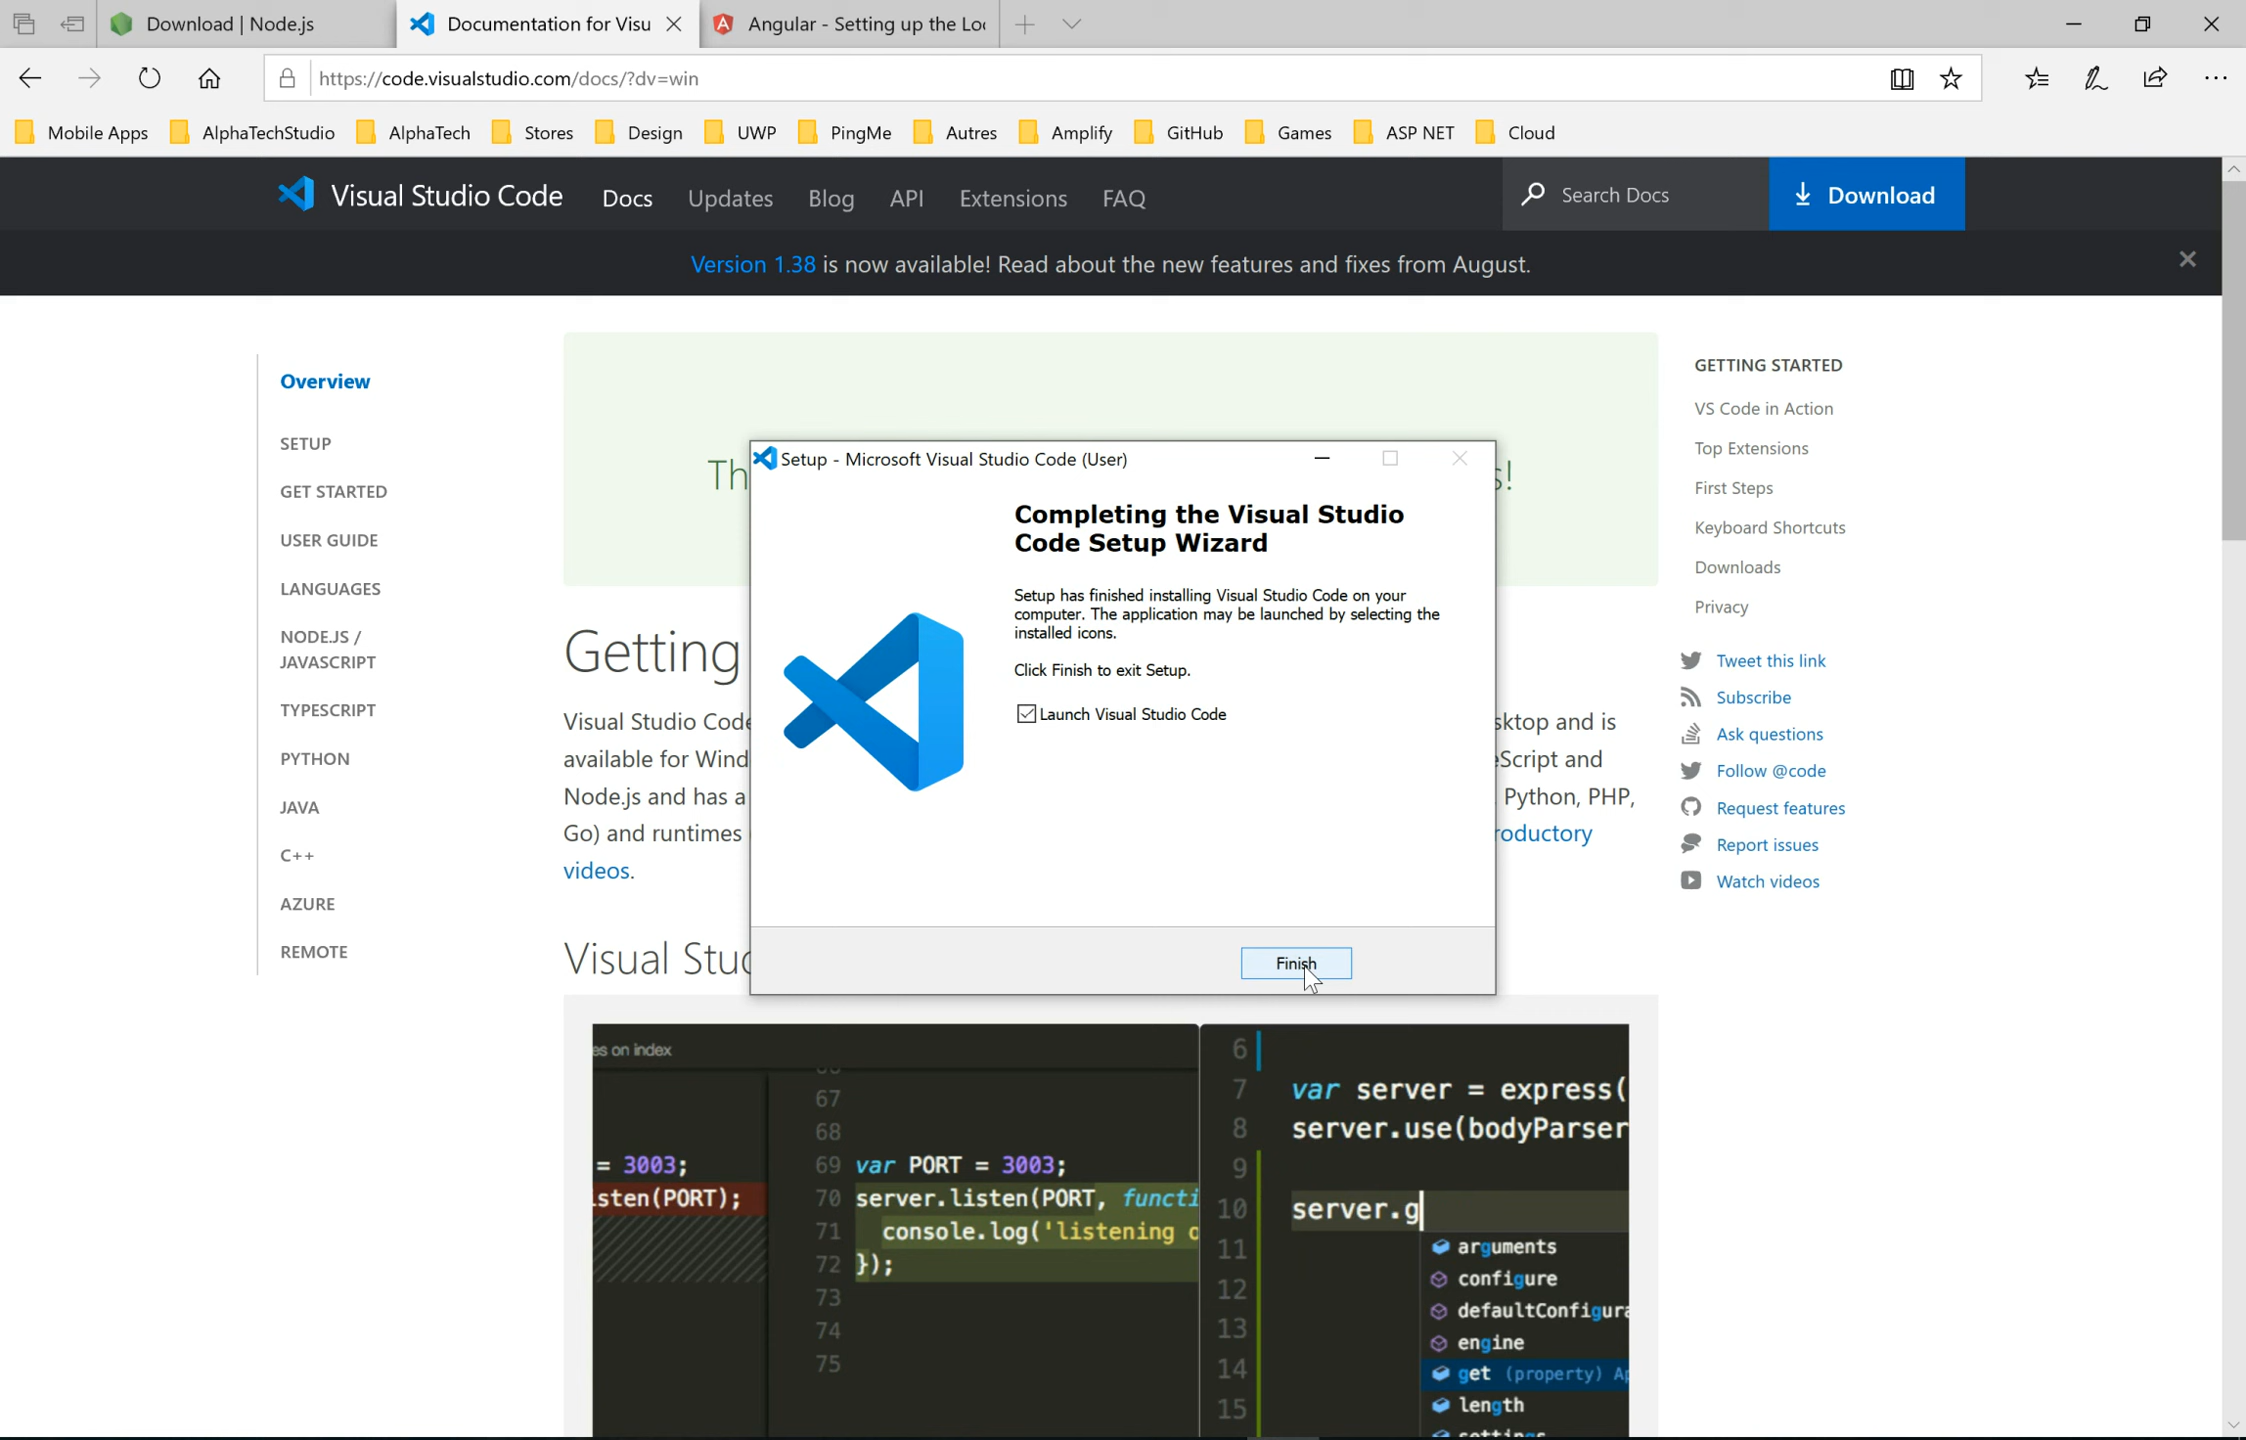 Download | Node.js
Documentation for Visu
Angular - Setting up the Loc
https://code.visualstudio.com/docs/?dv=win
Mobile Apps
AlphaTechStudio
AlphaTech
Stores
Design
UWP
PingMe
Autres
Amplify
GitHub
Games
ASP NET
Cloud
Visual Studio Code
Docs
Updates
Blog
API
Extensions
FAQ
Search Docs
Download
Version 1.38 is now available! Read about the new features and fixes from August.
Overview
SETUP
GET STARTED
USER GUIDE
LANGUAGES
NODE.JS /
JAVASCRIPT
TYPESCRIPT
PYTHON
JAVA
C++
AZURE
REMOTE
Th
s!
Getting
Visual Studio Code
sktop and is
available for Wind
Script and
Node.js and has a
Python, PHP,
Go) and runtimes
roductory
videos.
Visual Stud
Setup - Microsoft Visual Studio Code (User)
Completing the Visual Studio
Code Setup Wizard
Setup has finished installing Visual Studio Code on your
computer. The application may be launched by selecting the
installed icons.
Click Finish to exit Setup.
Launch Visual Studio Code
Finish
GETTING STARTED
VS Code in Action
Top Extensions
First Steps
Keyboard Shortcuts
Downloads
Privacy
Tweet this link
Subscribe
Ask questions
Follow @code
Request features
Report issues
Watch videos
es on index
67
68
= 3003;
69 var PORT = 3003;
isten(PORT);
70 server.listen(PORT, functi
71 console.log('listening o
72 });
73
74
75
6
7 var server = express(
8 server.use(bodyParser
9
10 server.g
11
12
13
14
15
arguments
configure
defaultConfigura
engine
get (property) Ap
length
settings